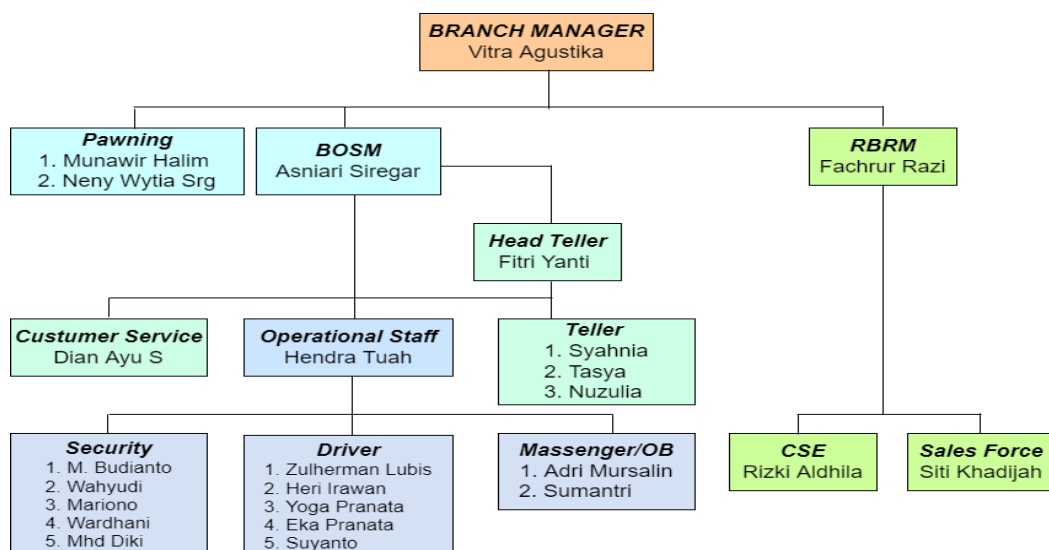 BRANCH MANAGER
Vitra Agustika
Pawning
1. Munawir Halim
2. Neny Wytia Srg
BOSM
Asniari Siregar
RBRM
Fachrur Razi
Head Teller
Fitri Yanti
Custumer Service
Dian Ayu S
Operational Staff
Hendra Tuah
Teller
1. Syahnia
2. Tasya
3. Nuzulia
Security
1. M. Budianto
2. Wahyudi
3. Mariono
4. Wardhani
5. Mhd Diki
Driver
1. Zulherman Lubis
2. Heri Irawan
3. Yoga Pranata
4. Eka Pranata
5. Suyanto
Massenger/OB
1. Adri Mursalin
2. Sumantri
CSE
Rizki Aldhila
Sales Force
Siti Khadijah